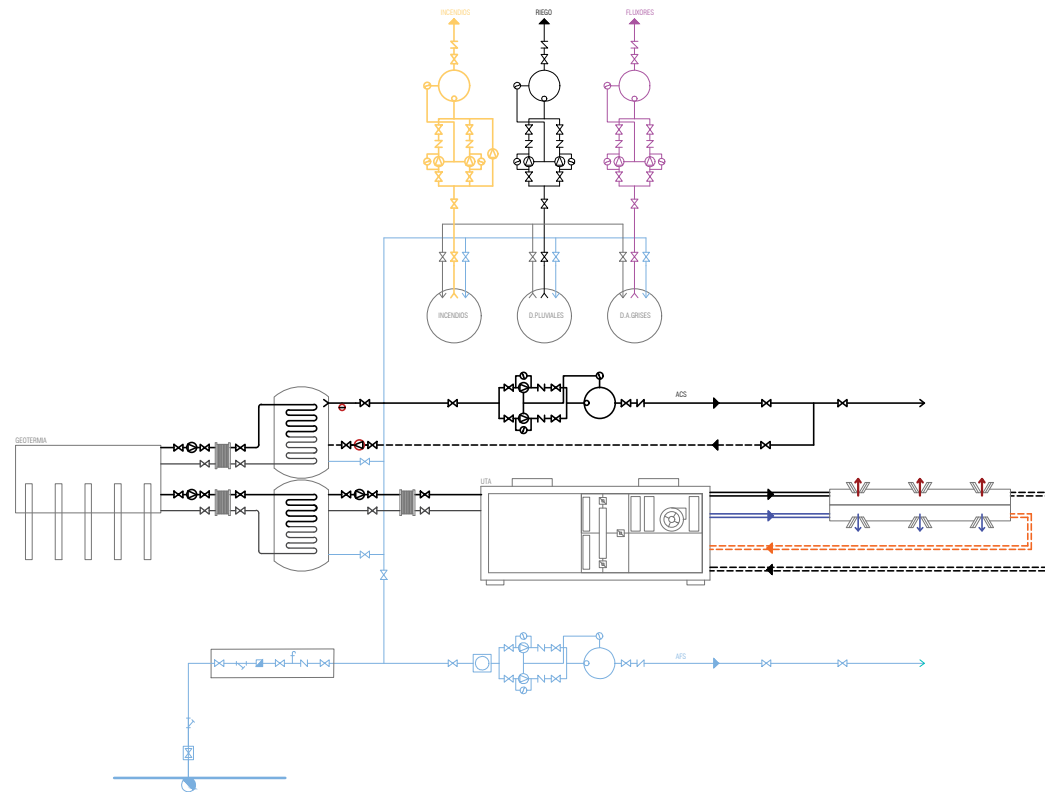 INCENDIOS
RIEGO
FLUXORES
INCENDIOS
D.PLUVIALES
D.A.GRISES
ACS
GEOTERMIA
UTA
AFS